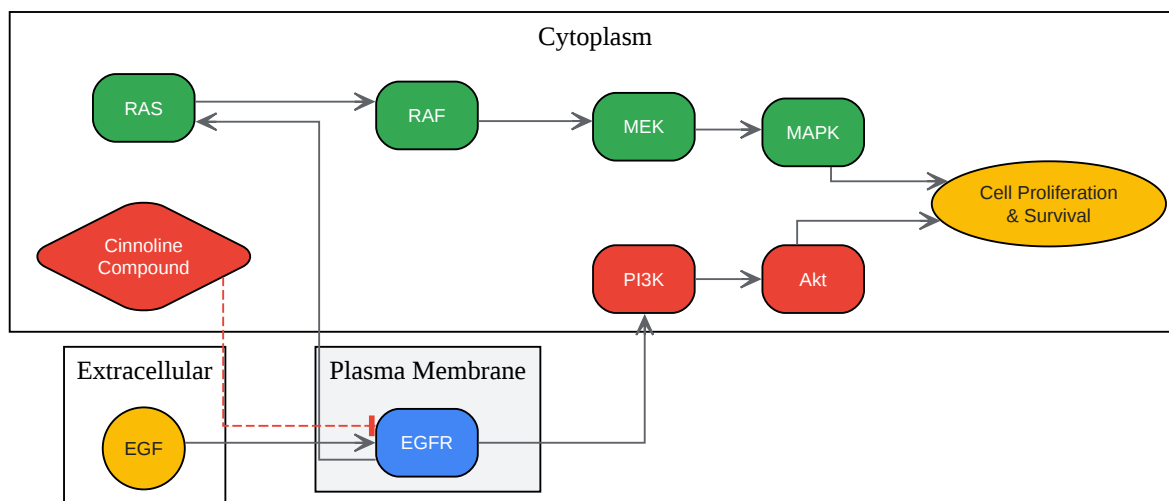 Cytoplasm
RAS
RAF
MEK
MAPK
Cell Proliferation
& Survival
Cinnoline
Compound
PI3K
Akt
Extracellular
EGF
Plasma Membrane
EGFR